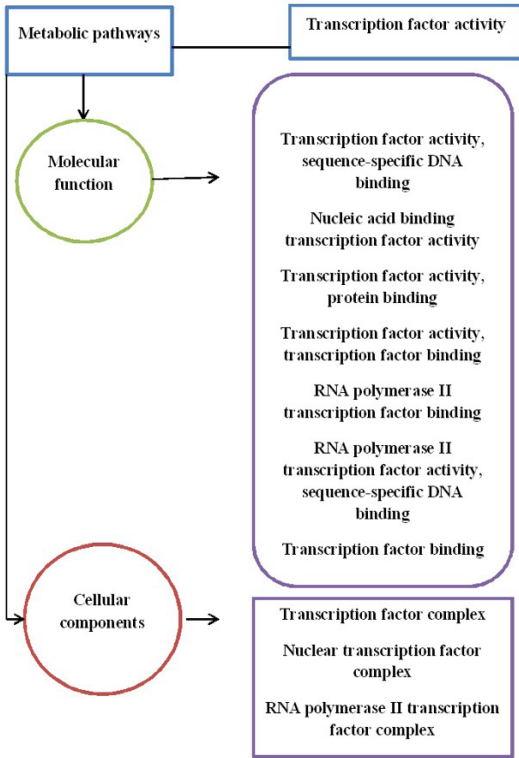 Metabolic pathways
Transcription factor activity
Molecular
function
Transcription factor activity,
sequence-specific DNA
binding
Nucleic acid binding
transcription factor activity
Transcription factor activity,
protein binding
Transcription factor activity,
transcription factor binding
RNA polymerase II
transcription factor binding
RNA polymerase II
transcription factor activity,
sequence-specific DNA
binding
Transcription factor binding
Cellular
components
Transcription factor complex
Nuclear transcription factor
complex
RNA polymerase II transcription
factor complex